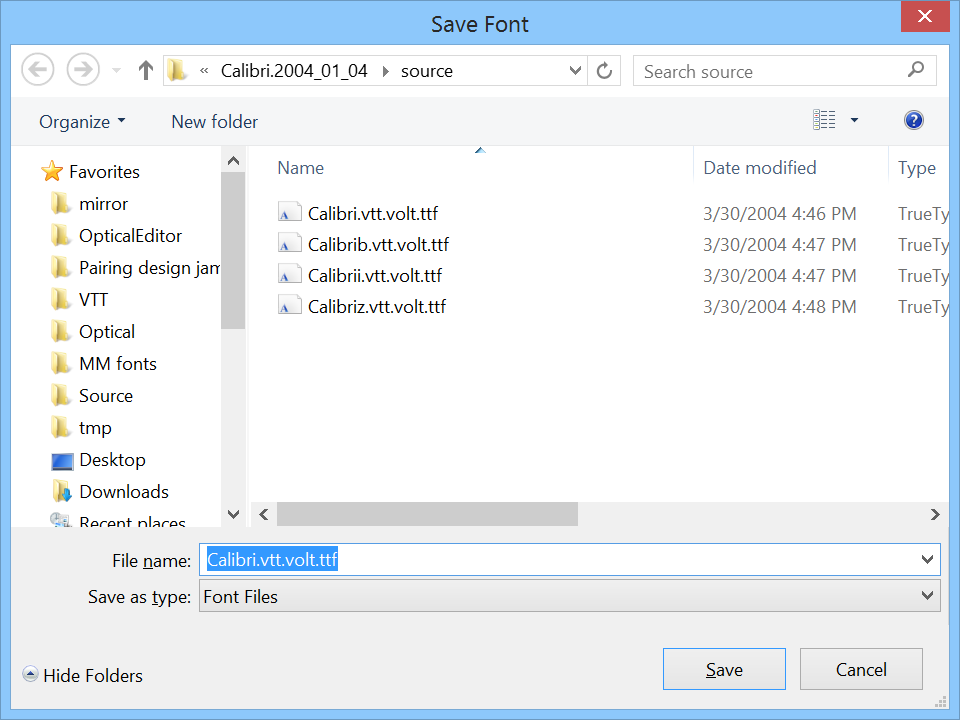 Save Font
« Calibri.2004_01_04 source
Search source
Organize
New folder
Favorites
mirror
OpticalEditor
Pairing design jam
VTT
Optical
MM fonts
Source
tmp
Desktop
Downloads
Recent places
Name Date modified Type
Calibri.vtt.volt.ttf 3/30/2004 4:46 PM TrueTy
Calibrib.vtt.volt.ttf 3/30/2004 4:47 PM TrueTy
Calibrii.vtt.volt.ttf 3/30/2004 4:47 PM TrueTy
Calibriz.vtt.volt.ttf 3/30/2004 4:48 PM TrueTy
File name: Calibri.vtt.volt.ttf
Save as type: Font Files
Hide Folders
Save
Cancel